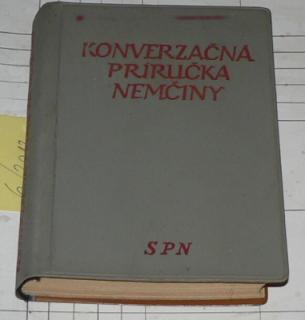 KONVERZAČNÁ
PRÍRUČKA
NEMČINY
SPN